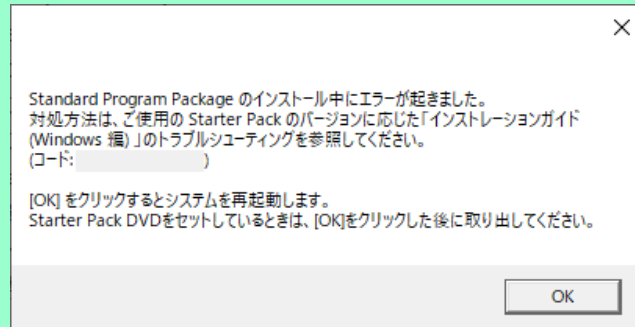 Standard Program Package のインストール中にエラーが起きました。
対処方法は、ご使用の Starter Pack のバージョンに応じた「インストレーションガイド
(Windows 編) 」のトラブルシューティングを参照してください。
(コード: )
[OK] をクリックするとシステムを再起動します。
Starter Pack DVDをセットしているときは、[OK]をクリックした後に取り出してください。
OK